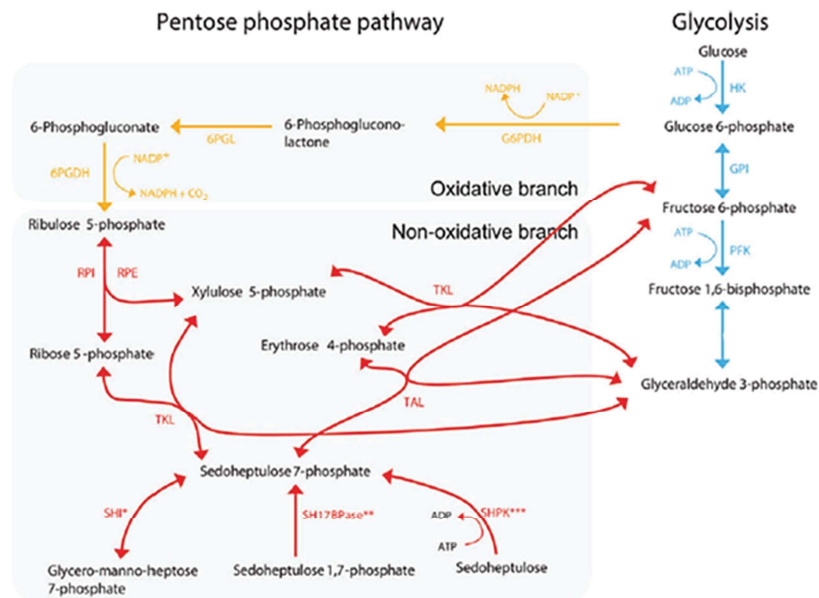 Pentose phosphate pathway
Glycolysis
Glucose
ATP
HK
ADP
NADPH
NADP⁺
6-Phosphogluconate
6PGL
6-Phosphoglucono-
lactone
G6PDH
Glucose 6-phosphate
6PGDH
NADP⁺
NADPH + CO₂
GPI
Oxidative branch
Ribulose 5-phosphate
Non-oxidative branch
Fructose 6-phosphate
ATP
PFK
ADP
RPI
RPE
Xylulose 5-phosphate
TKL
Fructose 1,6-bisphosphate
Erythrose 4-phosphate
Ribose 5-phosphate
Glyceraldehyde 3-phosphate
TAL
TKL
Sedoheptulose 7-phosphate
SHI*
SH17BPase**
ADP
SHPK***
ATP
Glycero-manno-heptose
7-phosphate
Sedoheptulose 1,7-phosphate
Sedoheptulose